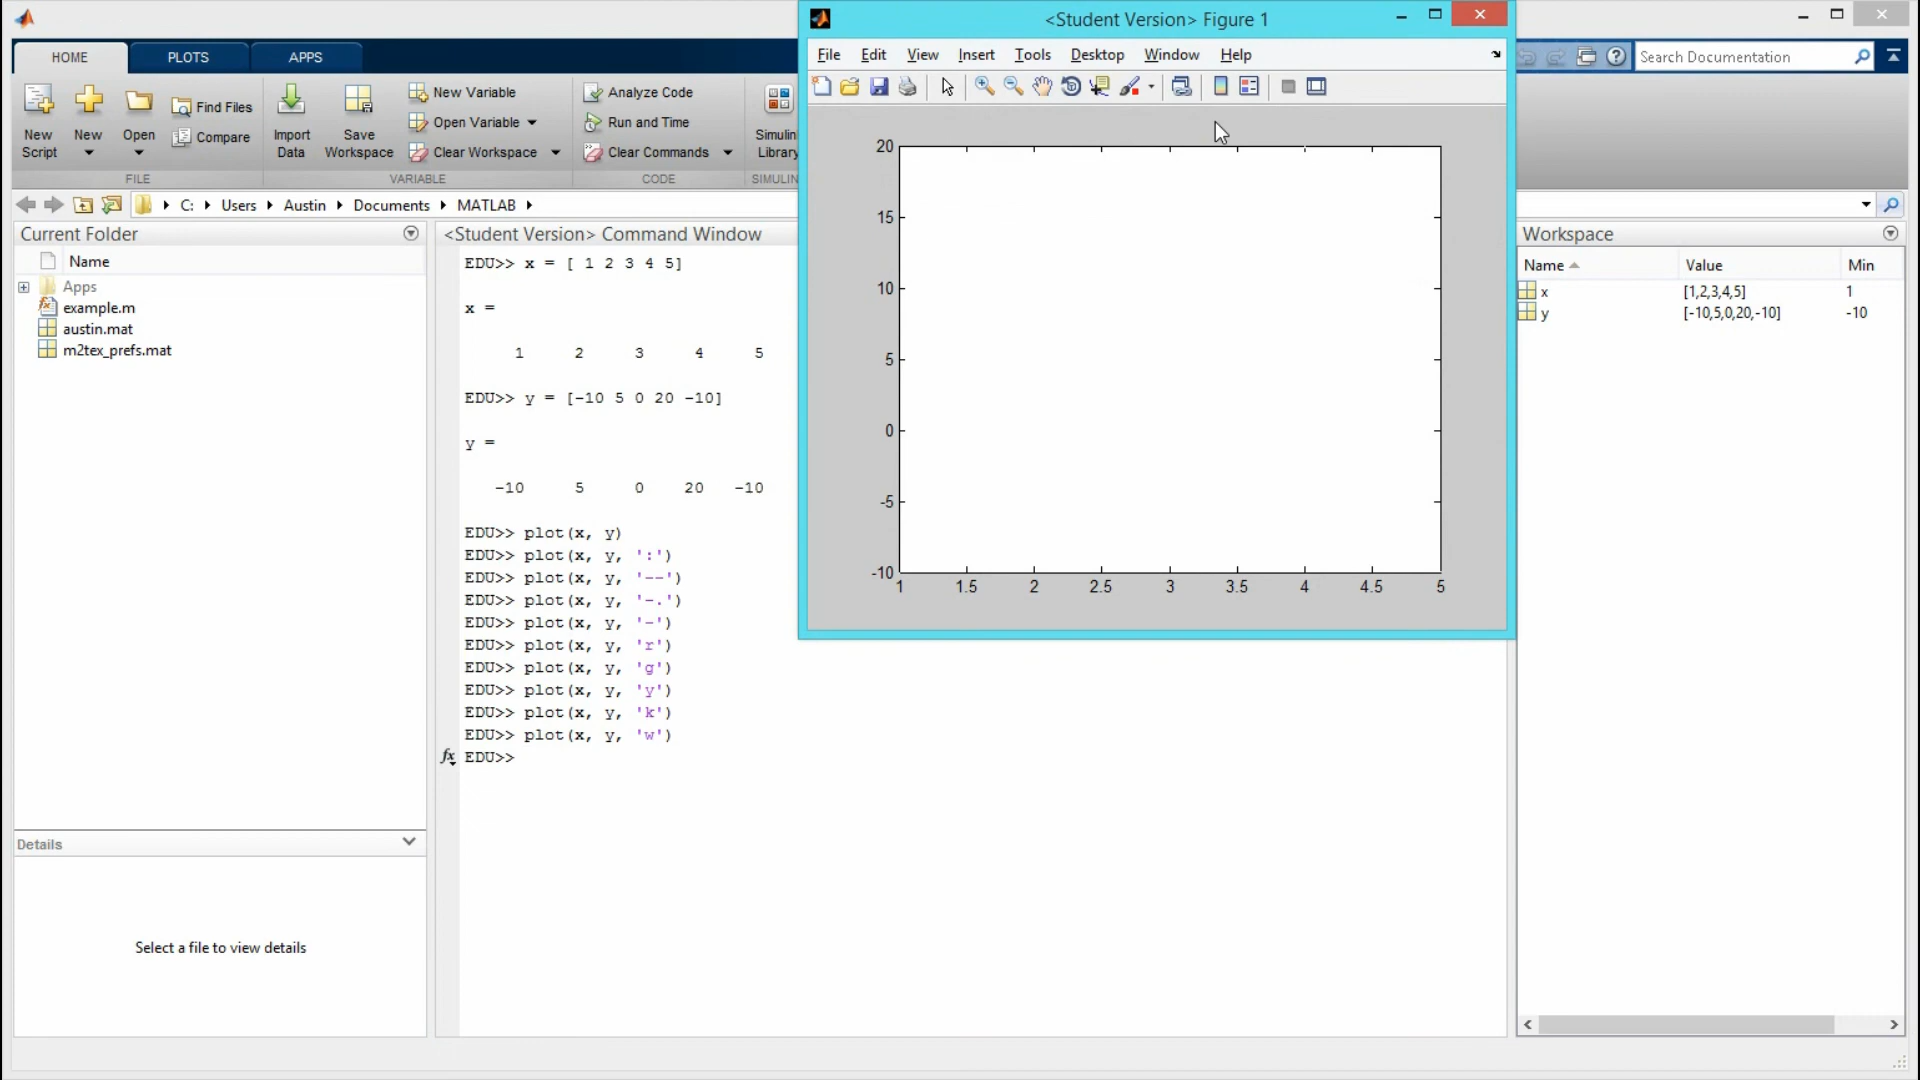 <Student Version> Figure 1
File Edit View Insert Tools Desktop Window Help
HOME PLOTS APPS
Search Documentation
New Script
New
Open
Find Files
Compare
FILE
Import Data
Save Workspace
New Variable
Open Variable
Clear Workspace
VARIABLE
Analyze Code
Run and Time
Clear Commands
CODE
Simulin
Library
SIMULIN
C: Users Austin Documents MATLAB
Current Folder
Name
Apps
example.m
austin.mat
m2tex_prefs.mat
Details
Select a file to view details
<Student Version> Command Window
EDU>> x = [ 1 2 3 4 5]
x =
1 2 3 4 5
EDU>> y = [-10 5 0 20 -10]
y =
-10 5 0 20 -10
EDU>> plot(x, y)
EDU>> plot(x, y, ':')
EDU>> plot(x, y, '--')
EDU>> plot(x, y, '-.')
EDU>> plot(x, y, '-')
EDU>> plot(x, y, 'r')
EDU>> plot(x, y, 'g')
EDU>> plot(x, y, 'y')
EDU>> plot(x, y, 'k')
EDU>> plot(x, y, 'w')
fx EDU>>
20
15
10
5
0
-5
-10
1 1.5 2 2.5 3 3.5 4 4.5 5
Workspace
Name Value Min
x [1,2,3,4,5] 1
y [-10,5,0,20,-10] -10